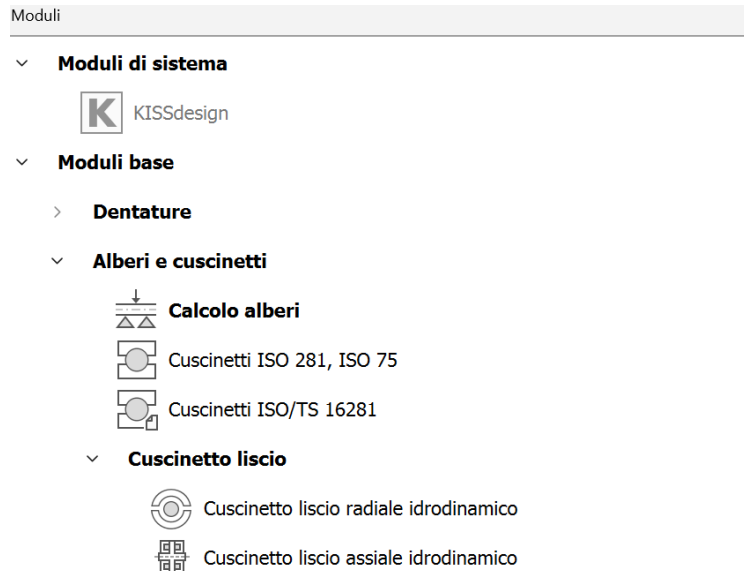 Moduli
Moduli di sistema
KISSdesign
Moduli base
Dentature
Alberi e cuscinetti
Calcolo alberi
Cuscinetti ISO 281, ISO 75
Cuscinetti ISO/TS 16281
Cuscinetto liscio
Cuscinetto liscio radiale idrodinamico
Cuscinetto liscio assiale idrodinamico